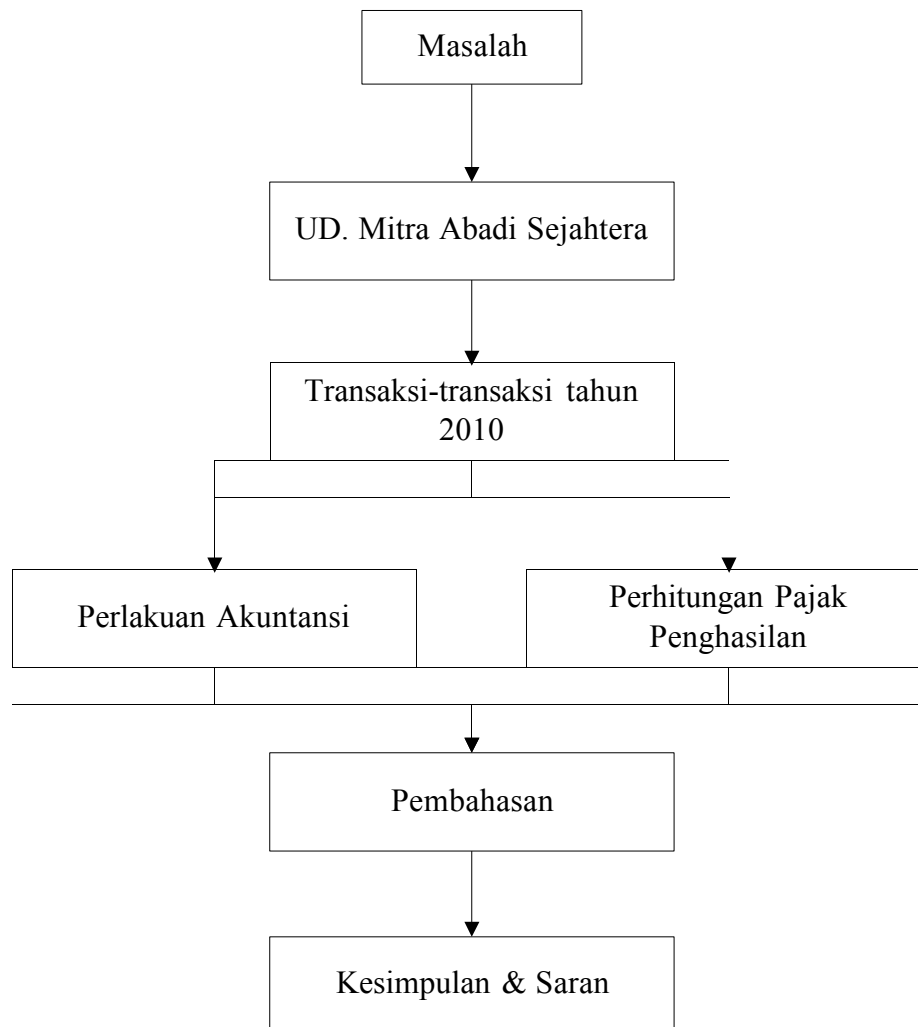 Masalah
UD. Mitra Abadi Sejahtera
Transaksi-transaksi tahun
2010
Perlakuan Akuntansi
Perhitungan Pajak
Penghasilan
Pembahasan
Kesimpulan & Saran